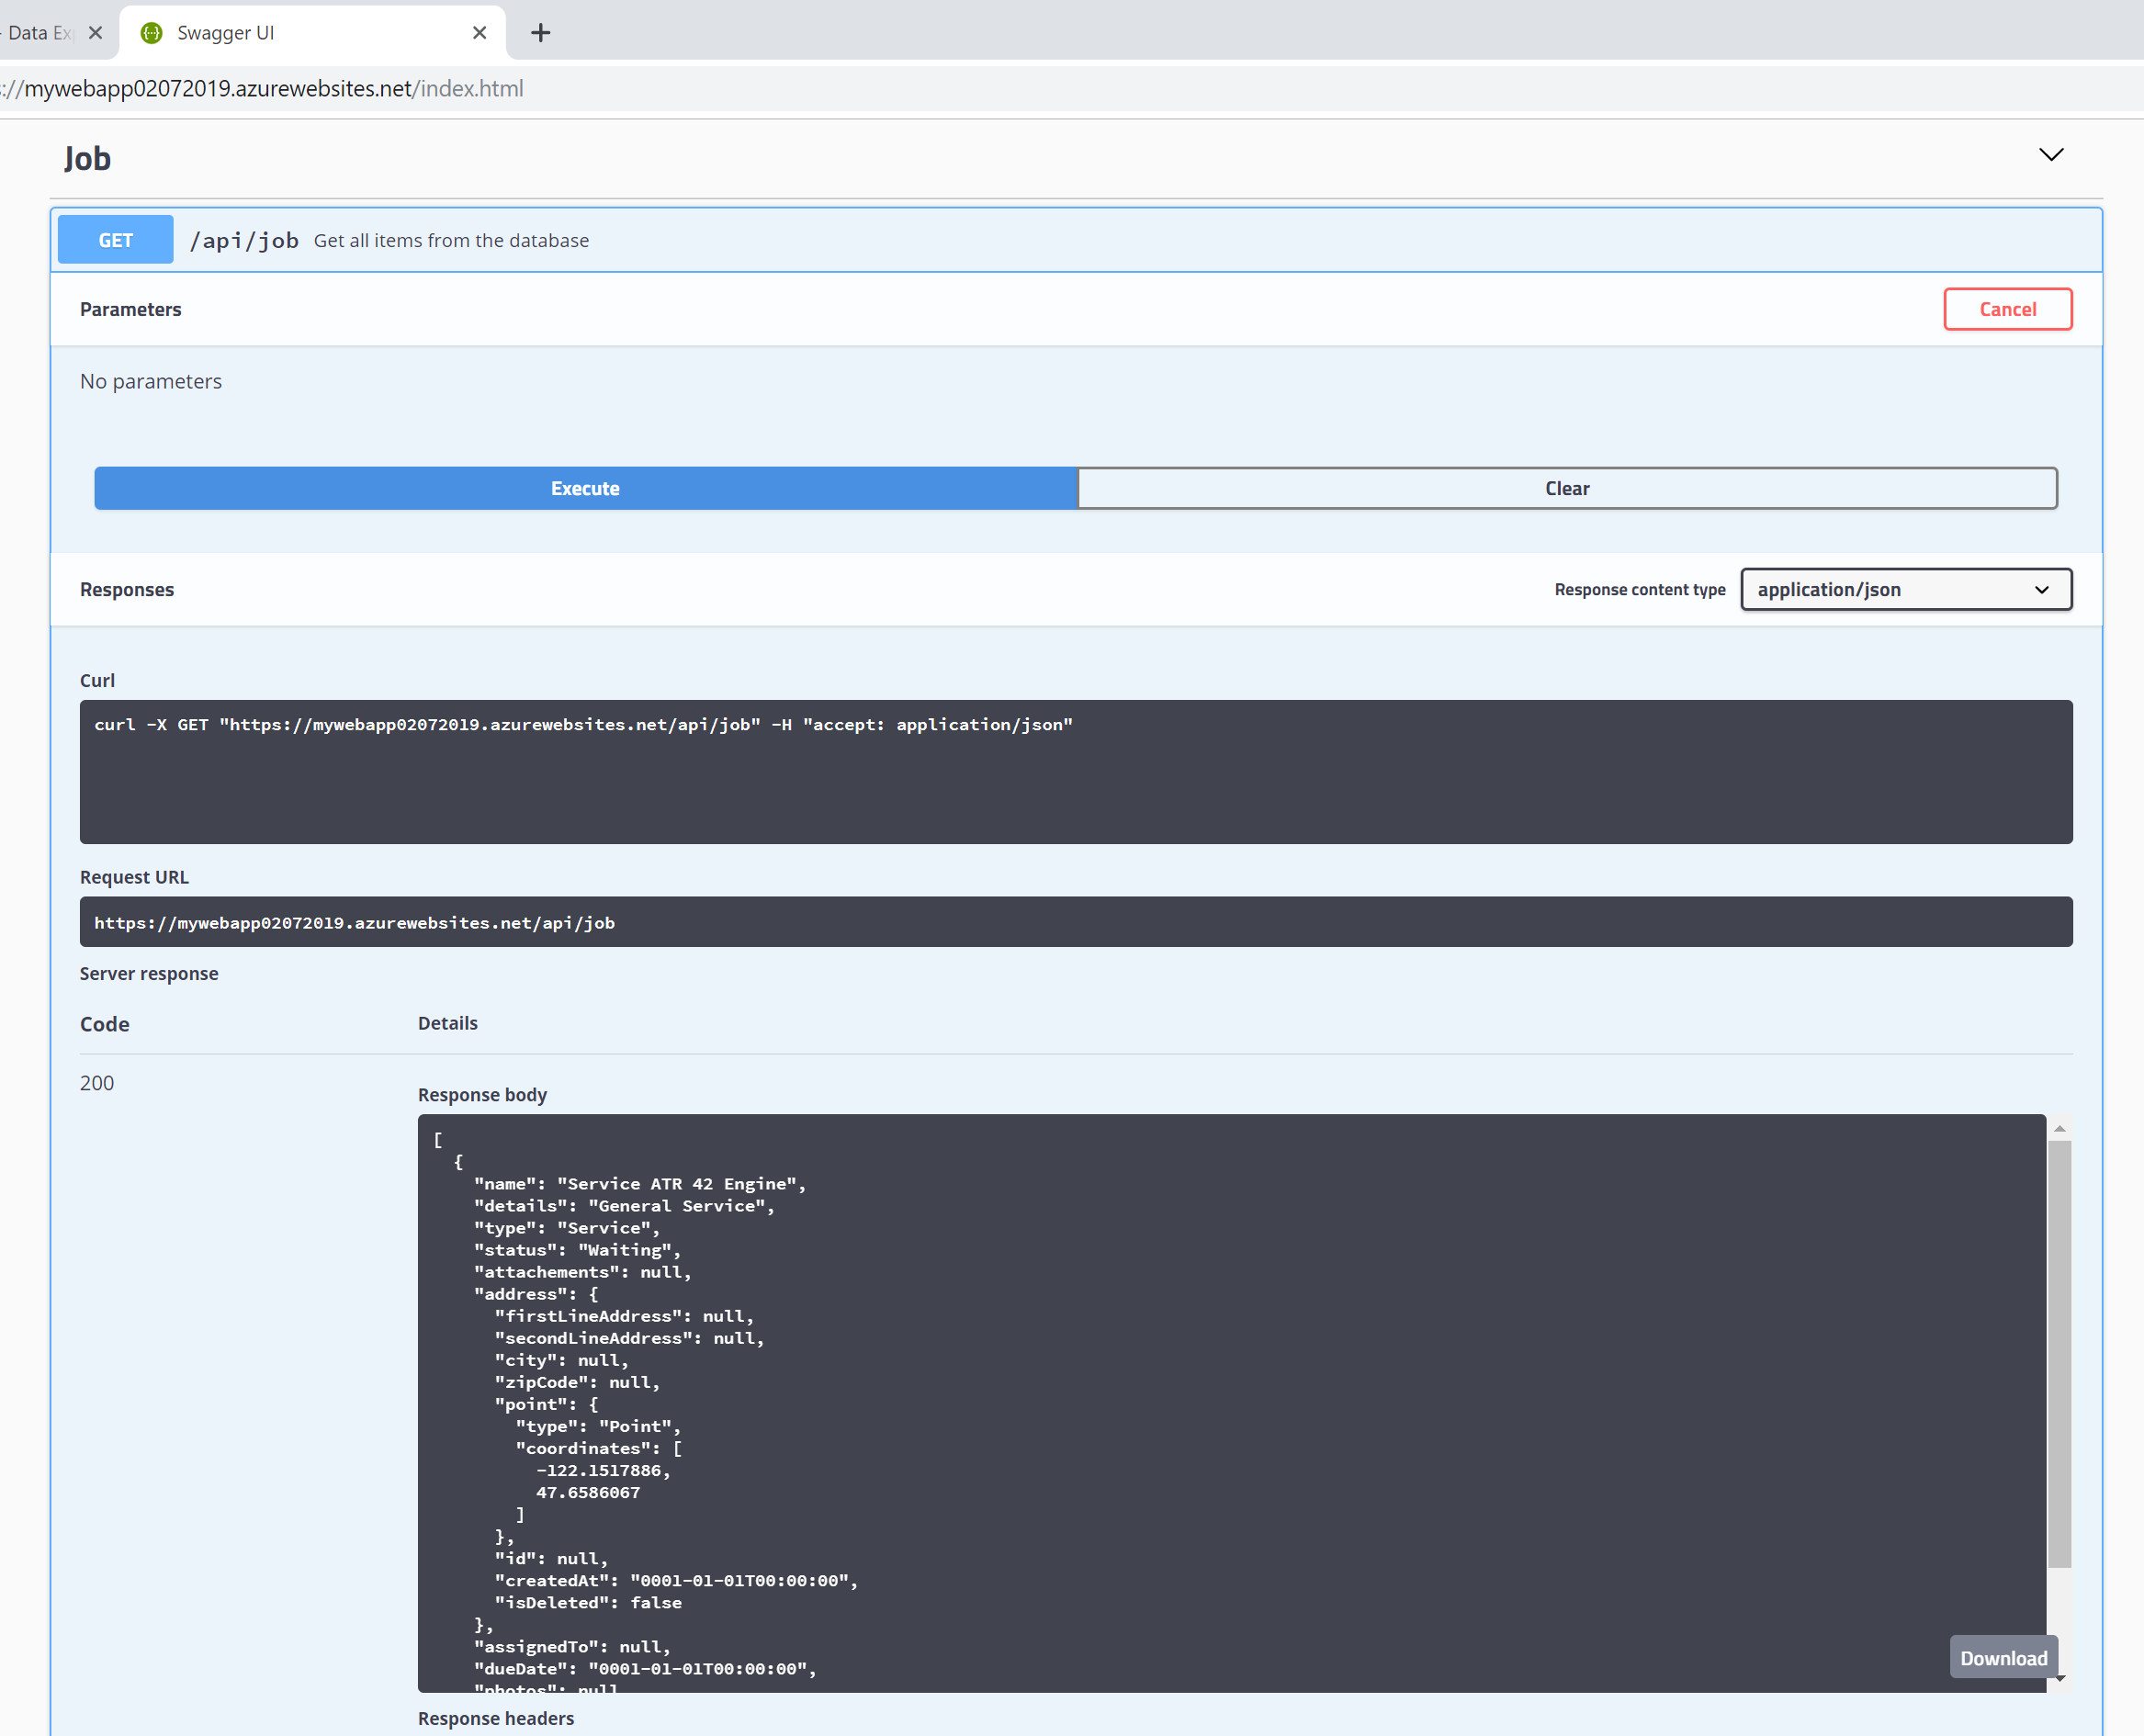 - Data Ex
Swagger UI
://mywebapp02072019.azurewebsites.net/index.html
Job
GET /api/job Get all items from the database
Parameters Cancel
No parameters
Execute Clear
Responses Response content type application/json
Curl
curl -X GET "https://mywebapp02072019.azurewebsites.net/api/job" -H "accept: application/json"
Request URL
https://mywebapp02072019.azurewebsites.net/api/job
Server response
Code Details
200
Response body
[
  {
    "name": "Service ATR 42 Engine",
    "details": "General Service",
    "type": "Service",
    "status": "Waiting",
    "attachements": null,
    "address": {
      "firstLineAddress": null,
      "secondLineAddress": null,
      "city": null,
      "zipCode": null,
      "point": {
        "type": "Point",
        "coordinates": [
          -122.1517886,
          47.6586067
        ]
      },
      "id": null,
      "createdAt": "0001-01-01T00:00:00",
      "isDeleted": false
    },
    "assignedTo": null,
    "dueDate": "0001-01-01T00:00:00",
    "photos": null
Download
Response headers